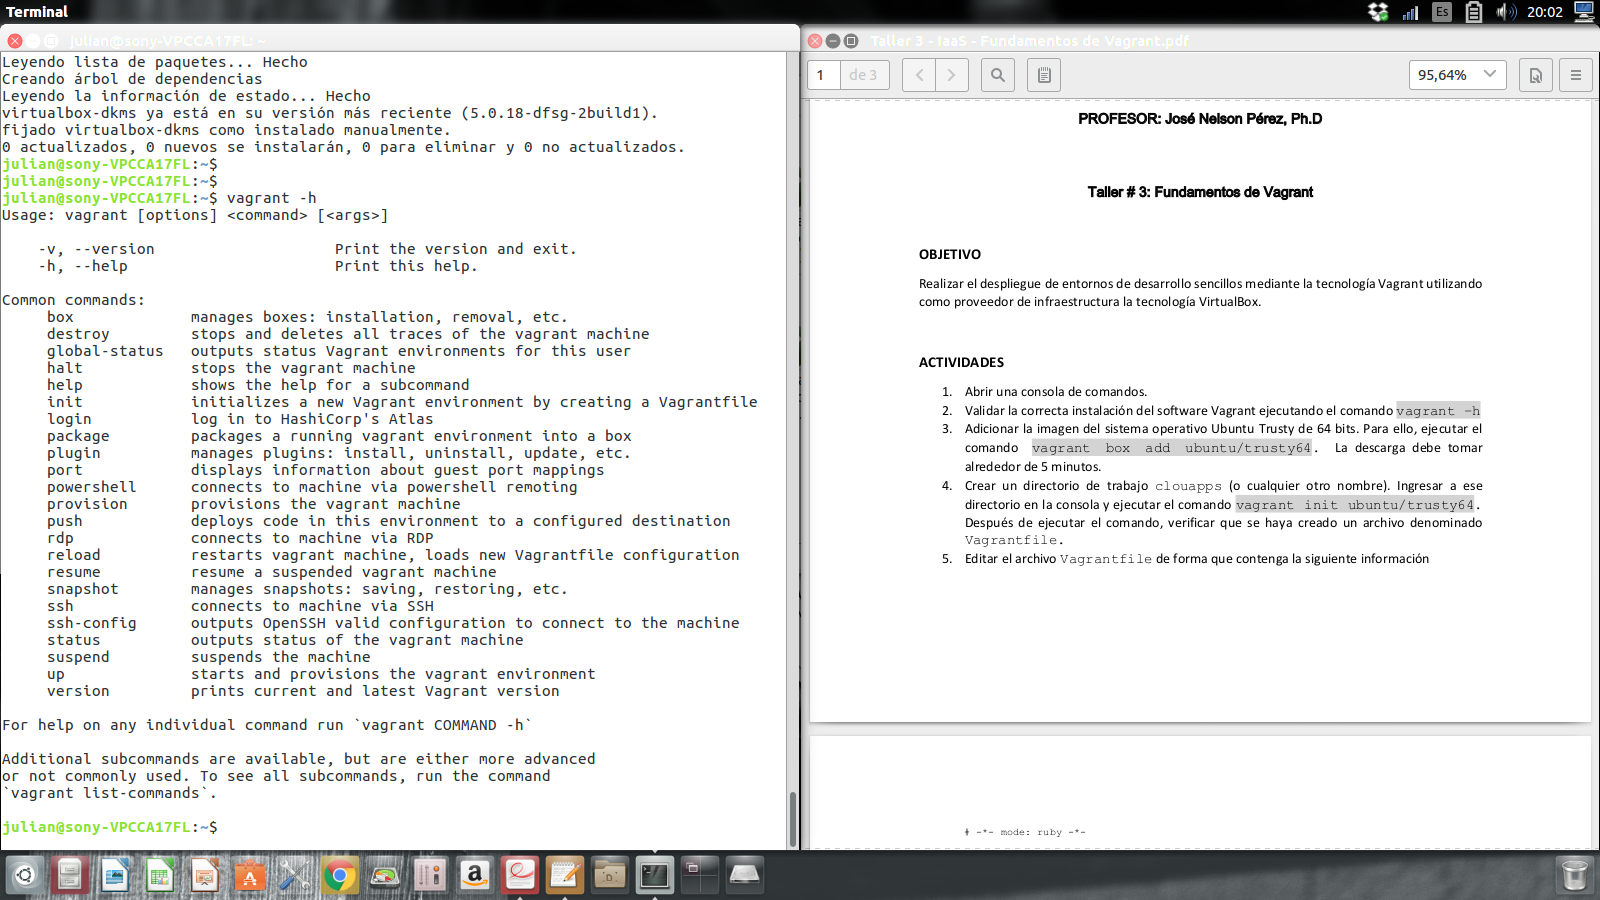 Terminal
Es
20:02
julian@sony-VPCCA17FL: ~
Leyendo lista de paquetes... Hecho
Creando árbol de dependencias
Leyendo la información de estado... Hecho
virtualbox-dkms ya está en su versión más reciente (5.0.18-dfsg-2build1).
fijado virtualbox-dkms como instalado manualmente.
0 actualizados, 0 nuevos se instalarán, 0 para eliminar y 0 no actualizados.
julian@sony-VPCCA17FL:~$
julian@sony-VPCCA17FL:~$
julian@sony-VPCCA17FL:~$ vagrant -h
Usage: vagrant [options] <command> [<args>]
-v, --version Print the version and exit.
-h, --help Print this help.
Common commands:
box manages boxes: installation, removal, etc.
destroy stops and deletes all traces of the vagrant machine
global-status outputs status Vagrant environments for this user
halt stops the vagrant machine
help shows the help for a subcommand
init initializes a new Vagrant environment by creating a Vagrantfile
login log in to HashiCorp's Atlas
package packages a running vagrant environment into a box
plugin manages plugins: install, uninstall, update, etc.
port displays information about guest port mappings
powershell connects to machine via powershell remoting
provision provisions the vagrant machine
push deploys code in this environment to a configured destination
rdp connects to machine via RDP
reload restarts vagrant machine, loads new Vagrantfile configuration
resume resume a suspended vagrant machine
snapshot manages snapshots: saving, restoring, etc.
ssh connects to machine via SSH
ssh-config outputs OpenSSH valid configuration to connect to the machine
status outputs status of the vagrant machine
suspend suspends the machine
up starts and provisions the vagrant environment
version prints current and latest Vagrant version
For help on any individual command run `vagrant COMMAND -h`
Additional subcommands are available, but are either more advanced
or not commonly used. To see all subcommands, run the command
`vagrant list-commands`.
julian@sony-VPCCA17FL:~$
Taller 3 - IaaS - Fundamentos de Vagrant.pdf
1 de 3
95,64%
PROFESOR: José Nelson Pérez, Ph.D
Taller # 3: Fundamentos de Vagrant
OBJETIVO
Realizar el despliegue de entornos de desarrollo sencillos mediante la tecnología Vagrant utilizando
como proveedor de infraestructura la tecnología VirtualBox.
ACTIVIDADES
1. Abrir una consola de comandos.
2. Validar la correcta instalación del software Vagrant ejecutando el comando vagrant –h
3. Adicionar la imagen del sistema operativo Ubuntu Trusty de 64 bits. Para ello, ejecutar el
comando vagrant box add ubuntu/trusty64. La descarga debe tomar
alrededor de 5 minutos.
4. Crear un directorio de trabajo clouapps (o cualquier otro nombre). Ingresar a ese
directorio en la consola y ejecutar el comando vagrant init ubuntu/trusty64.
Después de ejecutar el comando, verificar que se haya creado un archivo denominado
Vagrantfile.
5. Editar el archivo Vagrantfile de forma que contenga la siguiente información
# -*- mode: ruby -*-